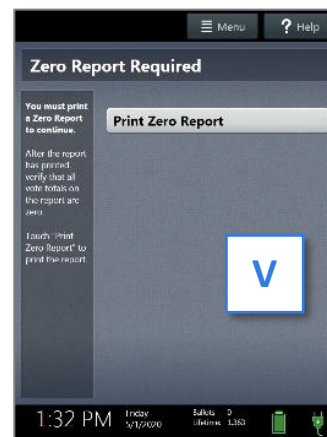 Menu
? Help
Zero Report Required
You must print
a Zero Report
to continue.
Print Zero Report
After the report
has printed,
verify that all
vote totals on
the report are
zero.
Touch "Print
Zero Report" to
print the report.
V
1:32 PM
Friday
5/1/2020
Ballots 0
Lifetime: 1,363